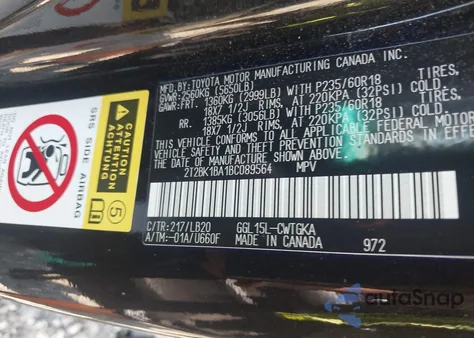 MFD.BY:TOYOTA MOTOR MANUFACTURING CANADA INC.
GVWR:2560KG (5650LB)
GAWR:FRT. 1360KG (2999LB) WITH P235/60R18 TIRES,
18X7 1/2J RIMS, AT 220KPA (32PSI) COLD.
RR. 1385KG (3056LB) WITH P235/60R18 TIRES,
18X7 1/2J RIMS, AT 220KPA (32PSI) COLD.
THIS VEHICLE CONFORMS TO ALL APPLICABLE FEDERAL MOTOR
VEHICLE SAFETY AND THEFT PREVENTION STANDARDS IN EFFE
ON THE DATE OF MANUFACTURE SHOWN ABOVE.
2T2BK1BA1BC089564 MPV
C/TR:217/LB20 GGL15L-CWTGKA
A/TM:-01A/U660F MADE IN CANADA 972
SRS SIDE AIRBAG
CAUTION
ATTENTION
ACHTUNG
5
autoSnap